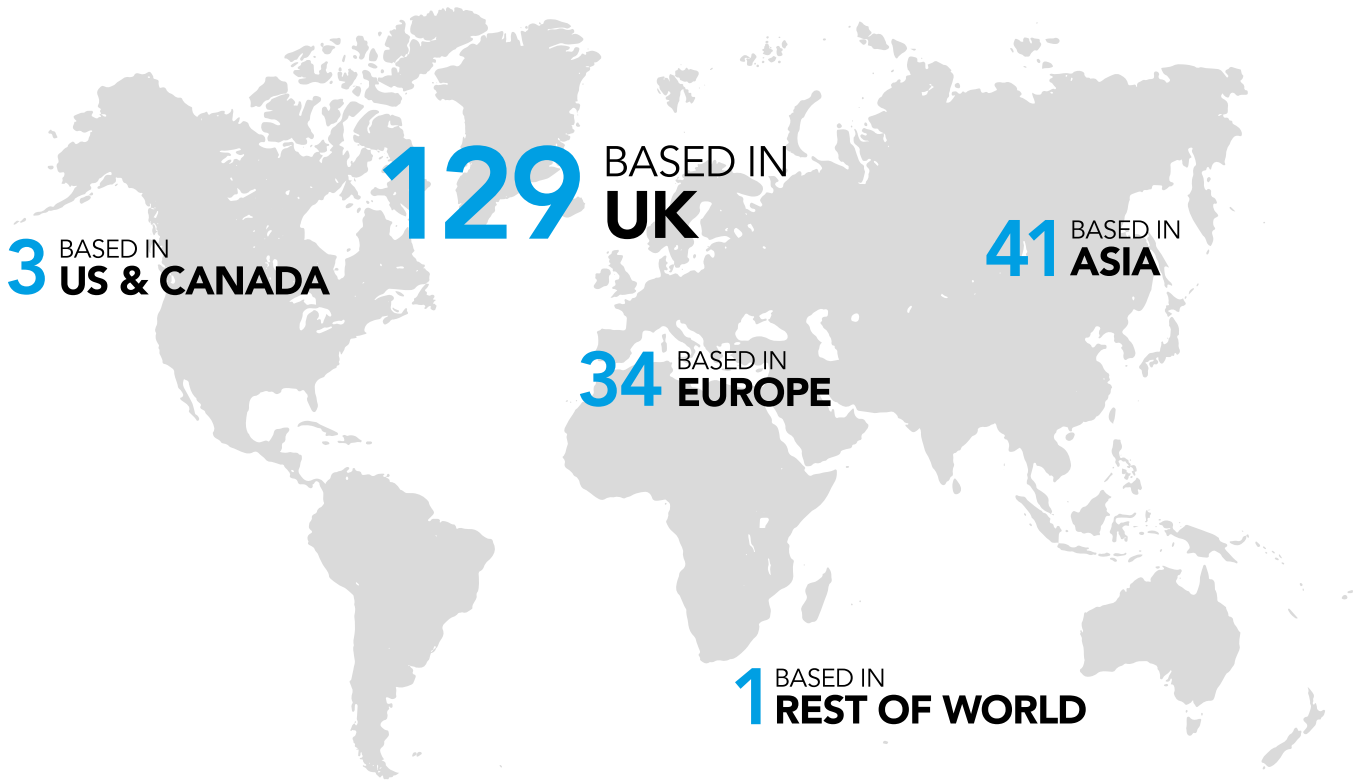 129 BASED IN
UK
3 BASED IN
US & CANADA
41 BASED IN
ASIA
34 BASED IN
EUROPE
1 BASED IN
REST OF WORLD